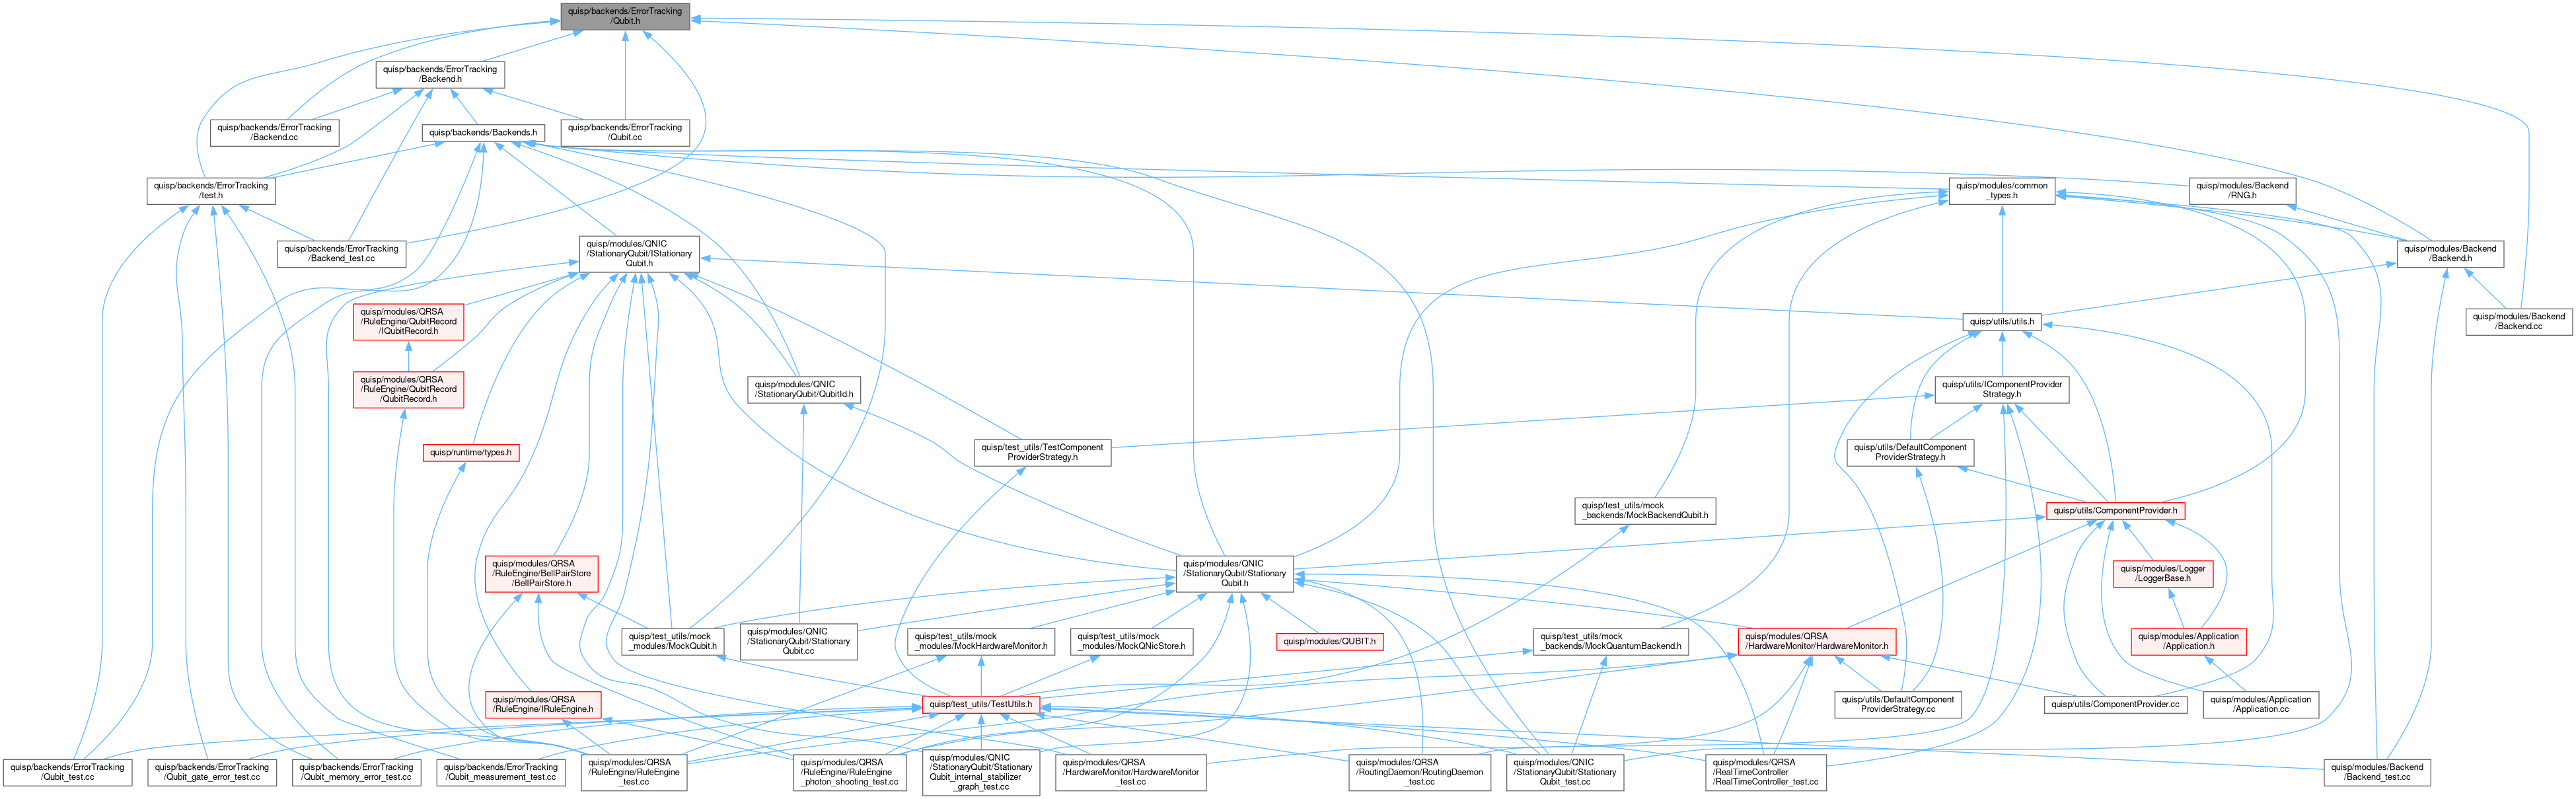 quisp/backends/ErrorTracking
/Qubit.h
quisp/backends/ErrorTracking
/Backend.h
quisp/backends/ErrorTracking
/Backend.cc
quisp/backends/Backends.h
quisp/backends/ErrorTracking
/Qubit.cc
quisp/backends/ErrorTracking
/test.h
quisp/modules/common
_types.h
quisp/modules/Backend
/RNG.h
quisp/backends/ErrorTracking
/Backend_test.cc
quisp/modules/QNIC
/StationaryQubit/IStationary
Qubit.h
quisp/modules/Backend
/Backend.h
quisp/modules/QRSA
/RuleEngine/QubitRecord
/IQubitRecord.h
quisp/utils/utils.h
quisp/modules/Backend
/Backend.cc
quisp/modules/QRSA
/RuleEngine/QubitRecord
/QubitRecord.h
quisp/modules/QNIC
/StationaryQubit/QubitId.h
quisp/utils/IComponentProvider
Strategy.h
quisp/runtime/types.h
quisp/test_utils/TestComponent
ProviderStrategy.h
quisp/utils/DefaultComponent
ProviderStrategy.h
quisp/test_utils/mock
_backends/MockBackendQubit.h
quisp/utils/ComponentProvider.h
quisp/modules/QRSA
/RuleEngine/BellPairStore
/BellPairStore.h
quisp/modules/QNIC
/StationaryQubit/Stationary
Qubit.h
quisp/modules/Logger
/LoggerBase.h
quisp/test_utils/mock
_modules/MockQubit.h
quisp/modules/QNIC
/StationaryQubit/Stationary
Qubit.cc
quisp/test_utils/mock
_modules/MockHardwareMonitor.h
quisp/test_utils/mock
_modules/MockQNicStore.h
quisp/modules/QUBIT.h
quisp/test_utils/mock
_backends/MockQuantumBackend.h
quisp/modules/QRSA
/HardwareMonitor/HardwareMonitor.h
quisp/modules/Application
/Application.h
quisp/modules/QRSA
/RuleEngine/IRuleEngine.h
quisp/test_utils/TestUtils.h
quisp/utils/DefaultComponent
ProviderStrategy.cc
quisp/utils/ComponentProvider.cc
quisp/modules/Application
/Application.cc
quisp/backends/ErrorTracking
/Qubit_test.cc
quisp/backends/ErrorTracking
/Qubit_gate_error_test.cc
quisp/backends/ErrorTracking
/Qubit_memory_error_test.cc
quisp/backends/ErrorTracking
/Qubit_measurement_test.cc
quisp/modules/QRSA
/RuleEngine/RuleEngine
_test.cc
quisp/modules/QRSA
/RuleEngine/RuleEngine
_photon_shooting_test.cc
quisp/modules/QNIC
/StationaryQubit/Stationary
Qubit_internal_stabilizer
_graph_test.cc
quisp/modules/QRSA
/HardwareMonitor/HardwareMonitor
_test.cc
quisp/modules/QRSA
/RoutingDaemon/RoutingDaemon
_test.cc
quisp/modules/QNIC
/StationaryQubit/Stationary
Qubit_test.cc
quisp/modules/QRSA
/RealTimeController
/RealTimeController_test.cc
quisp/modules/Backend
/Backend_test.cc